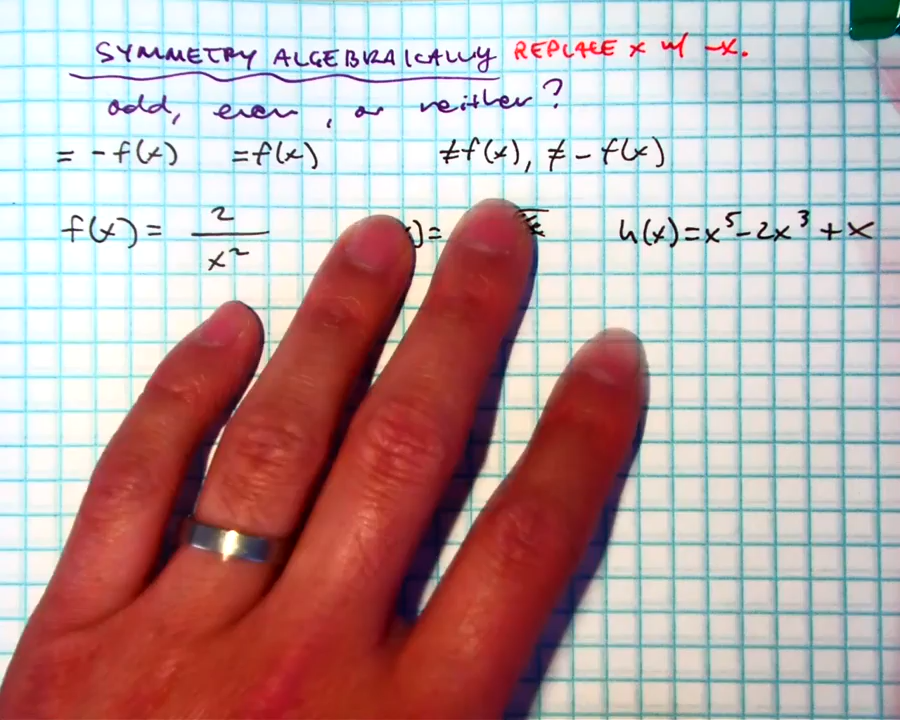 SYMMETRY ALGEBRAICALLY REPLACE x w/ -x.
odd, even, or neither?
= -f(x) =f(x) ≠f(x), ≠ -f(x)
f(x) = 2/x² )= h(x)=x⁵-2x³+x